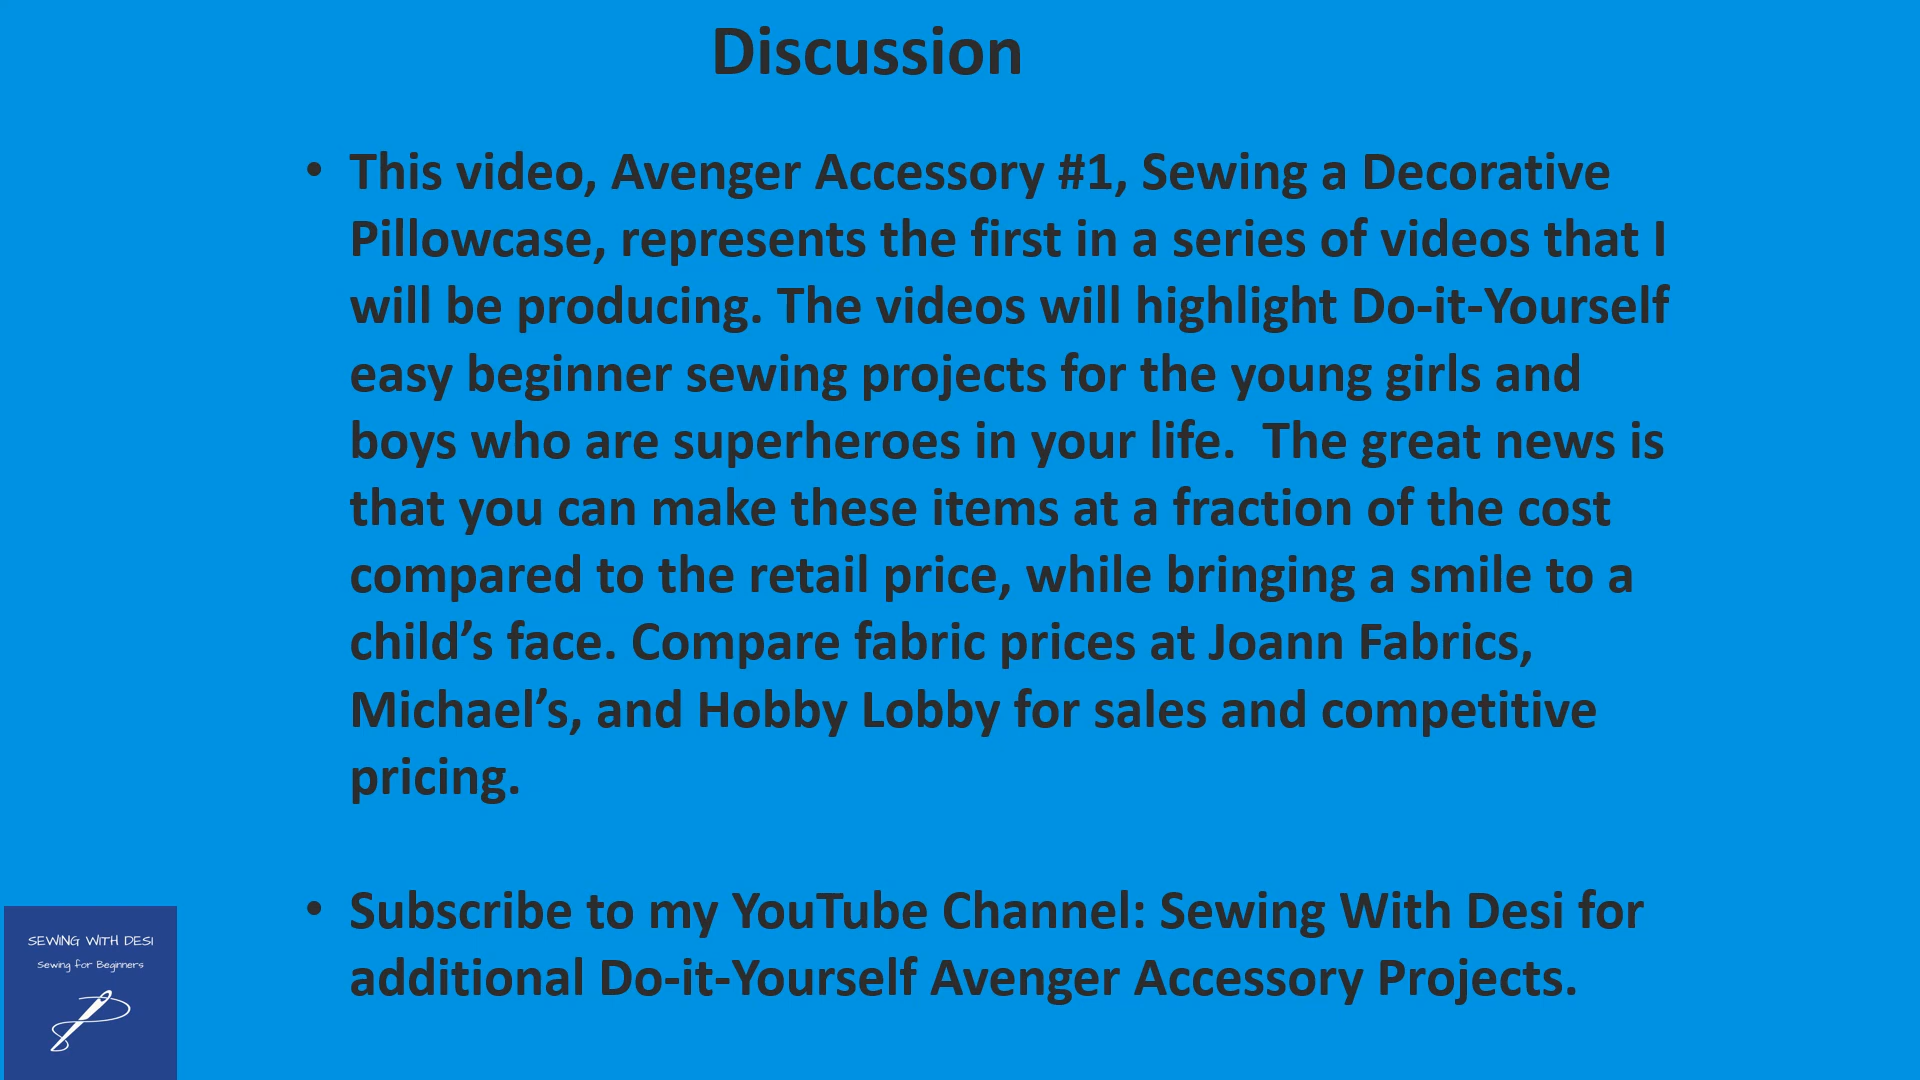 Discussion
• This video, Avenger Accessory #1, Sewing a Decorative
Pillowcase, represents the first in a series of videos that I
will be producing. The videos will highlight Do-it-Yourself
easy beginner sewing projects for the young girls and
boys who are superheroes in your life.  The great news is
that you can make these items at a fraction of the cost
compared to the retail price, while bringing a smile to a
child’s face. Compare fabric prices at Joann Fabrics,
Michael’s, and Hobby Lobby for sales and competitive
pricing.
• Subscribe to my YouTube Channel: Sewing With Desi for
additional Do-it-Yourself Avenger Accessory Projects.
SEWING WITH DESI
Sewing for Beginners